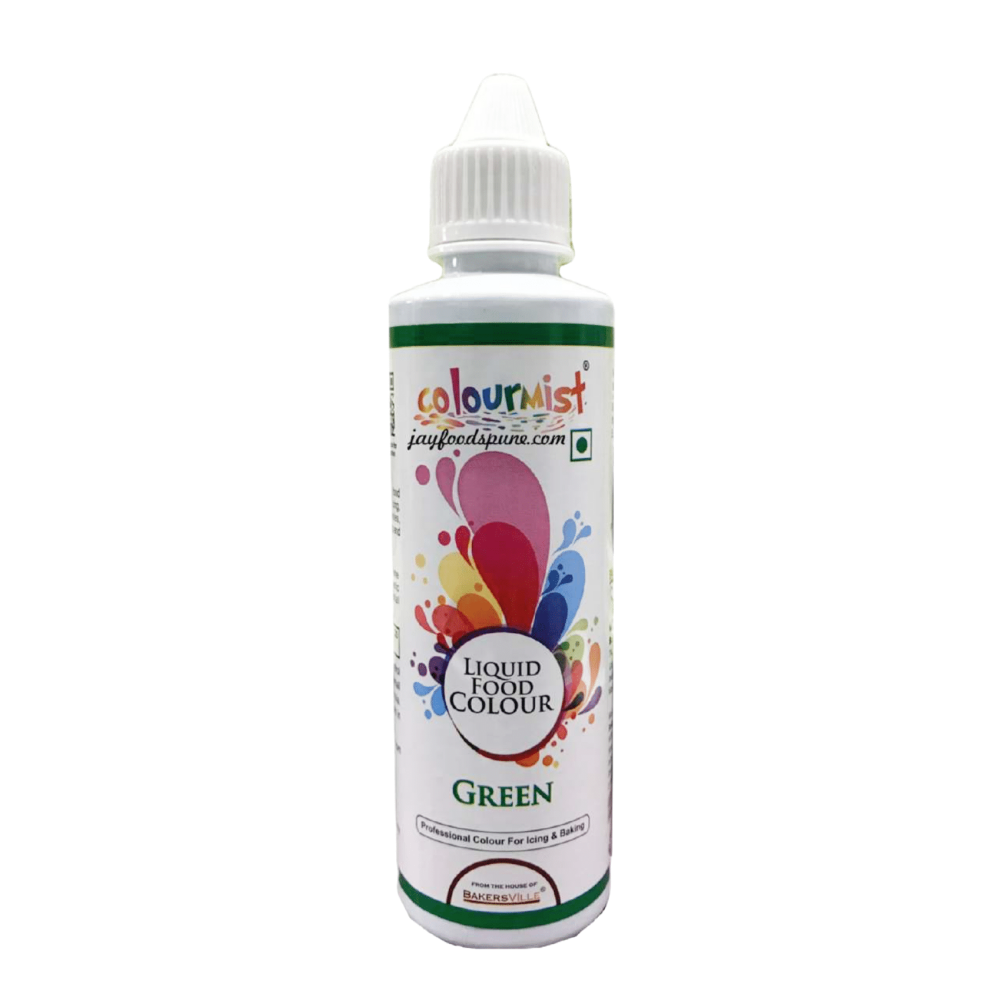 colourmist®
jayfoodspune.com
LIQUID
FOOD
COLOUR
GREEN
Professional Colour For Icing & Baking
FROM THE HOUSE OF
BAKERSVILLE®